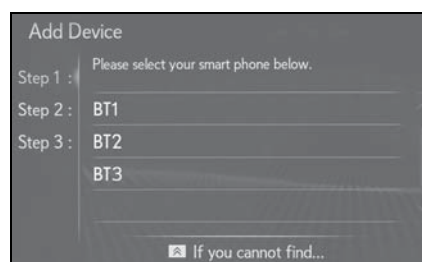 Add Device
Step 1 :
Please select your smart phone below.
Step 2 :
BT1
Step 3 :
BT2
BT3
If you cannot find...